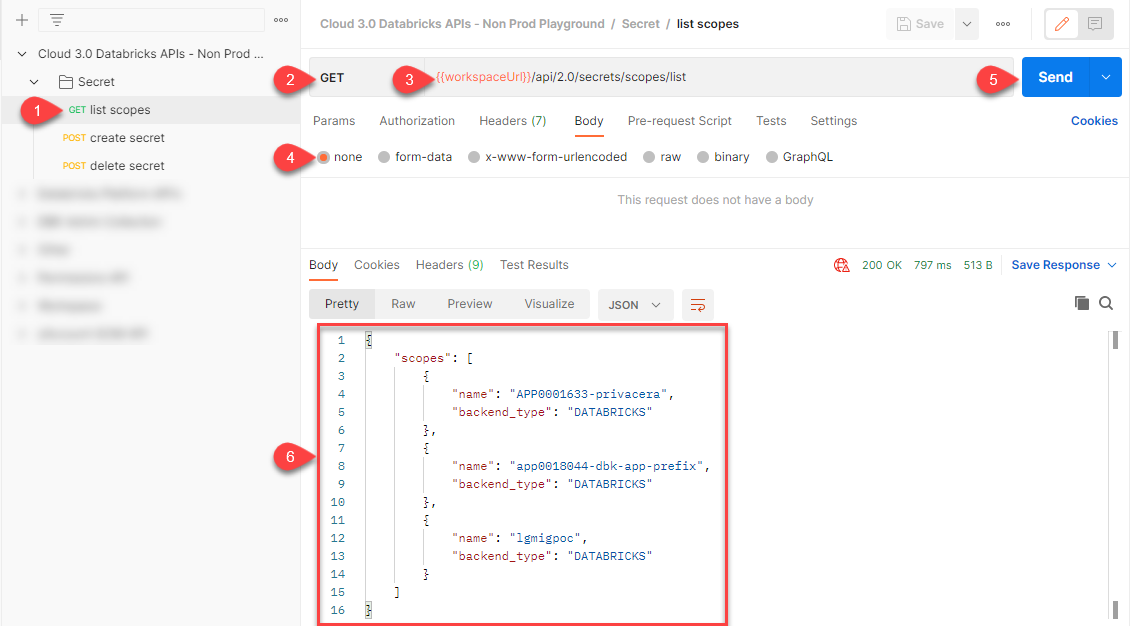 Cloud 3.0 Databricks APIs - Non Prod Playground / Secret / list scopes
Save
Cloud 3.0 Databricks APIs - Non Prod ...
Secret
1
GET list scopes
POST create secret
POST delete secret
2
GET
3
{{workspaceUrl}}/api/2.0/secrets/scopes/list
5
Send
Params Authorization Headers (7) Body Pre-request Script Tests Settings Cookies
4
none form-data x-www-form-urlencoded raw binary GraphQL
This request does not have a body
Body Cookies Headers (9) Test Results 200 OK 797 ms 513 B Save Response
Pretty Raw Preview Visualize JSON
6
1 {
2 "scopes": [
3 {
4 "name": "APP0001633-privacera",
5 "backend_type": "DATABRICKS"
6 },
7 {
8 "name": "app0018044-dbk-app-prefix",
9 "backend_type": "DATABRICKS"
10 },
11 {
12 "name": "lgmigpoc",
13 "backend_type": "DATABRICKS"
14 }
15 ]
16 }